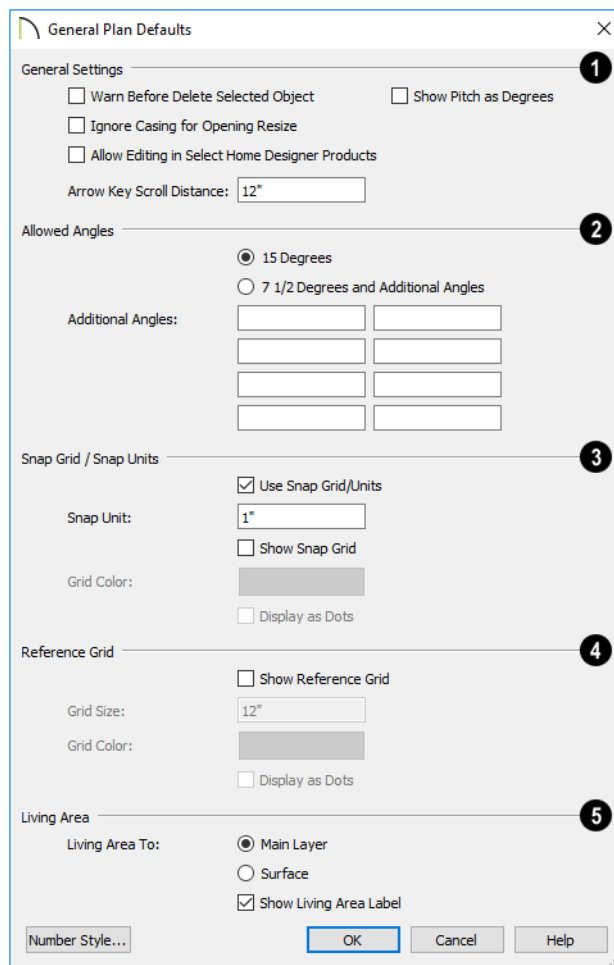 General Plan Defaults
General Settings 1
Warn Before Delete Selected Object Show Pitch as Degrees
Ignore Casing for Opening Resize
Allow Editing in Select Home Designer Products
Arrow Key Scroll Distance: 12"
Allowed Angles 2
15 Degrees
7 1/2 Degrees and Additional Angles
Additional Angles:
Snap Grid / Snap Units 3
Use Snap Grid/Units
Snap Unit: 1"
Show Snap Grid
Grid Color:
Display as Dots
Reference Grid 4
Show Reference Grid
Grid Size: 12"
Grid Color:
Display as Dots
Living Area 5
Living Area To: Main Layer
Surface
Show Living Area Label
Number Style... OK Cancel Help